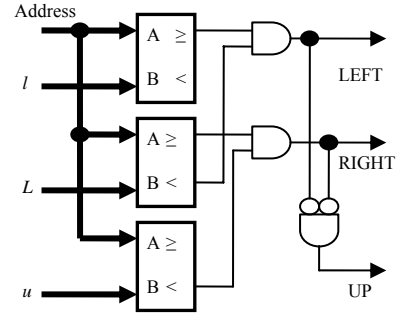 Address
A ≥
l
B <
LEFT
A ≥
RIGHT
L
B <
A ≥
u
B <
UP